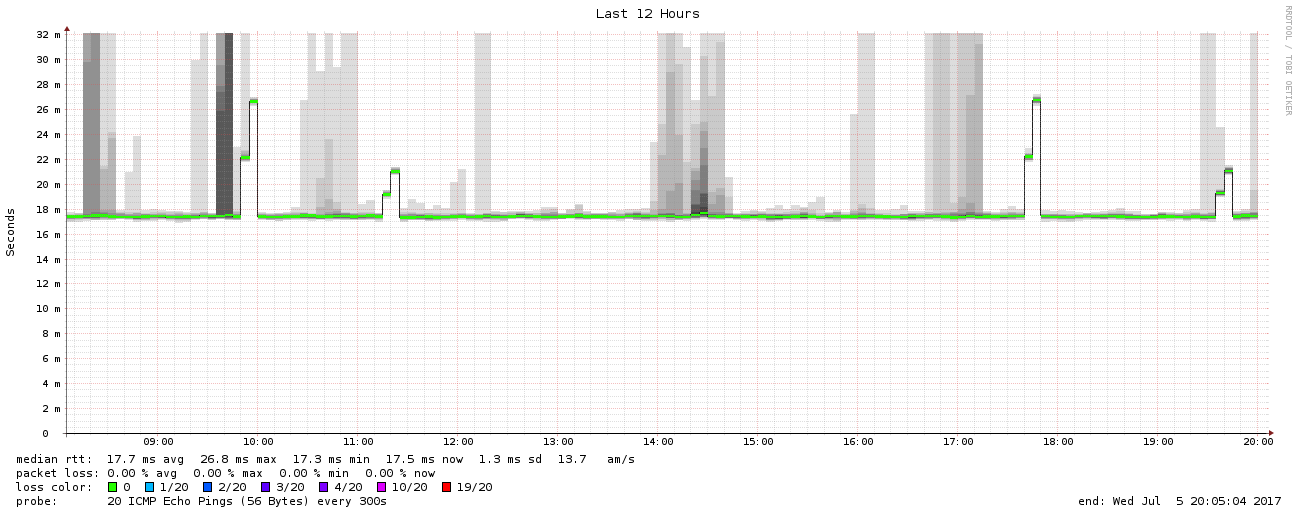 Last 12 Hours
RRDTOOL / TOBI OETIKER
Seconds
32 m
30 m
28 m
26 m
24 m
22 m
20 m
18 m
16 m
14 m
12 m
10 m
8 m
6 m
4 m
2 m
0
09:00 10:00 11:00 12:00 13:00 14:00 15:00 16:00 17:00 18:00 19:00 20:00
median rtt: 17.7 ms avg 26.8 ms max 17.3 ms min 17.5 ms now 1.3 ms sd 13.7 am/s
packet loss: 0.00 % avg 0.00 % max 0.00 % min 0.00 % now
loss color: 0 1/20 2/20 3/20 4/20 10/20 19/20
probe: 20 ICMP Echo Pings (56 Bytes) every 300s end: Wed Jul 5 20:05:04 2017